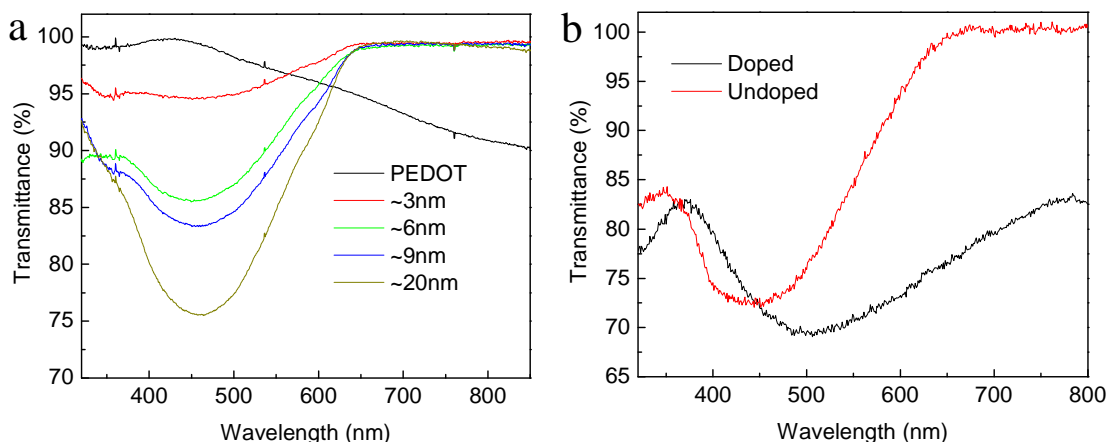 a
100
95
90
85
80
75
70
Transmittance (%)
PEDOT
~3nm
~6nm
~9nm
~20nm
400 500 600 700 800
Wavelength (nm)
b
100
95
90
85
80
75
70
65
Transmittance (%)
Doped
Undoped
400 500 600 700 800
Wavelength (nm)